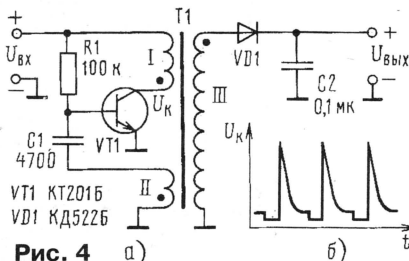 T1
+
+
Uвх
R1
100 к
I
VD1
Uвых
−
−
Uк
III
C2
0,1 мк
C1
4700
VT1
Uк
II
VT1 КТ201Б
VD1 КД522Б
t
Рис. 4
а)
б)